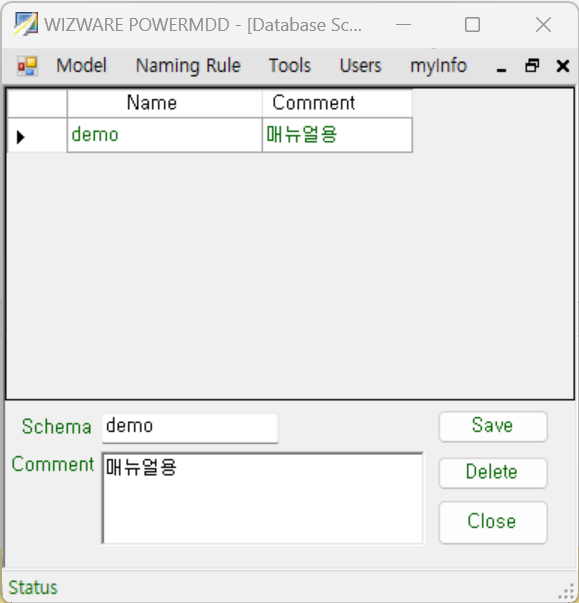 WIZWARE POWERMDD - [Database Sc...
Model Naming Rule Tools Users myInfo
Name Comment
demo 매뉴얼용
Schema demo Save
Comment 매뉴얼용 Delete
Close
Status